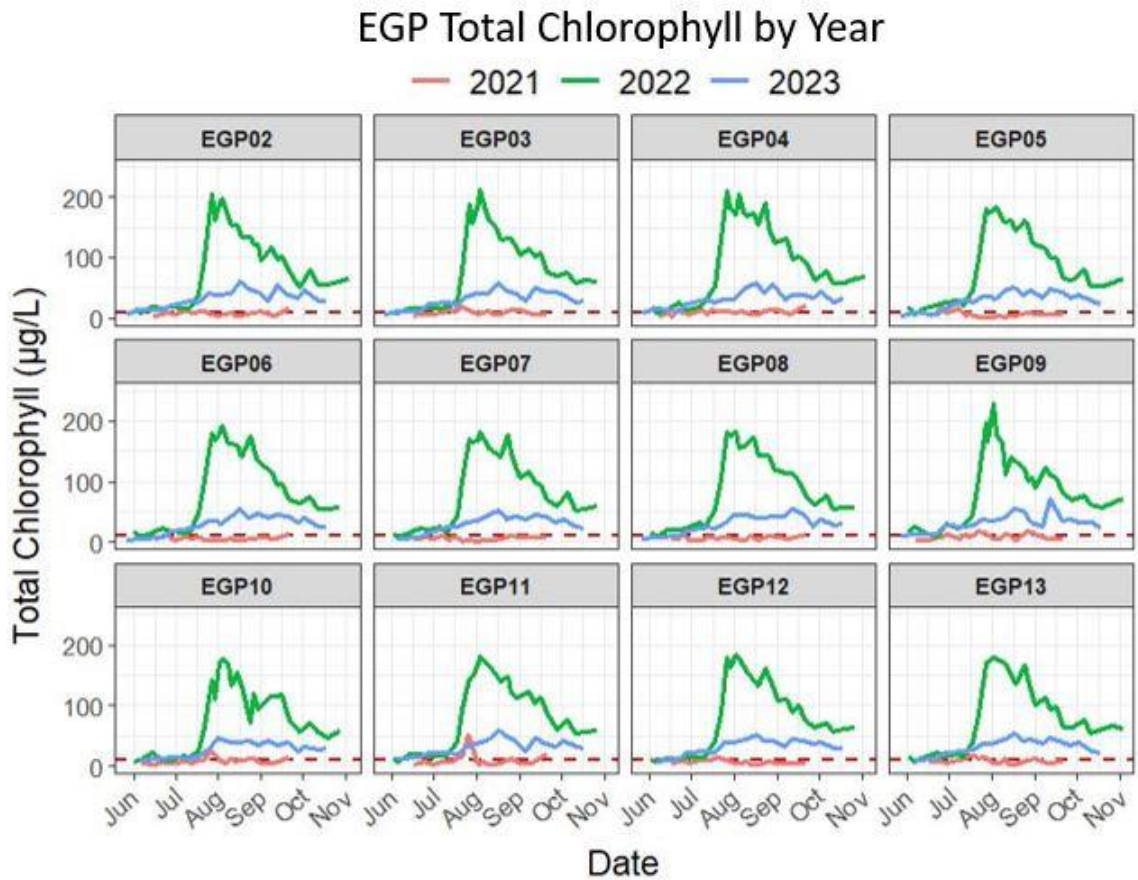 EGP Total Chlorophyll by Year
2021 2022 2023
EGP02 EGP03 EGP04 EGP05
200
100
0
EGP06 EGP07 EGP08 EGP09
200
100
0
EGP10 EGP11 EGP12 EGP13
200
100
0
Total Chlorophyll (µg/L)
Jun Jul Aug Sep Oct Nov Jun Jul Aug Sep Oct Nov Jun Jul Aug Sep Oct Nov Jun Jul Aug Sep Oct Nov
Date